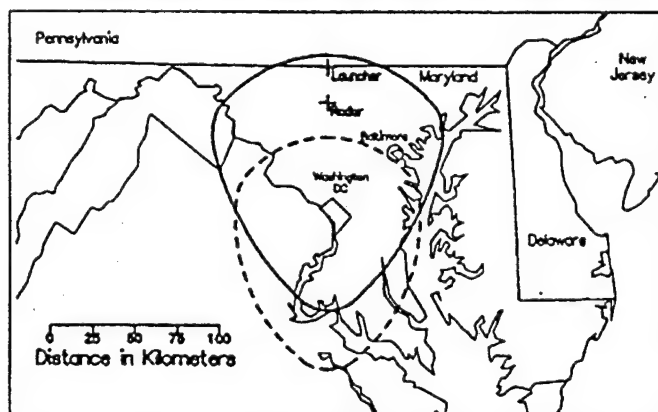 Pennsylvania
New
Jersey
Launcher
Maryland
Radar
Baltimore
Washington
DC
Delaware
0 25 50 75 100
Distance in Kilometers